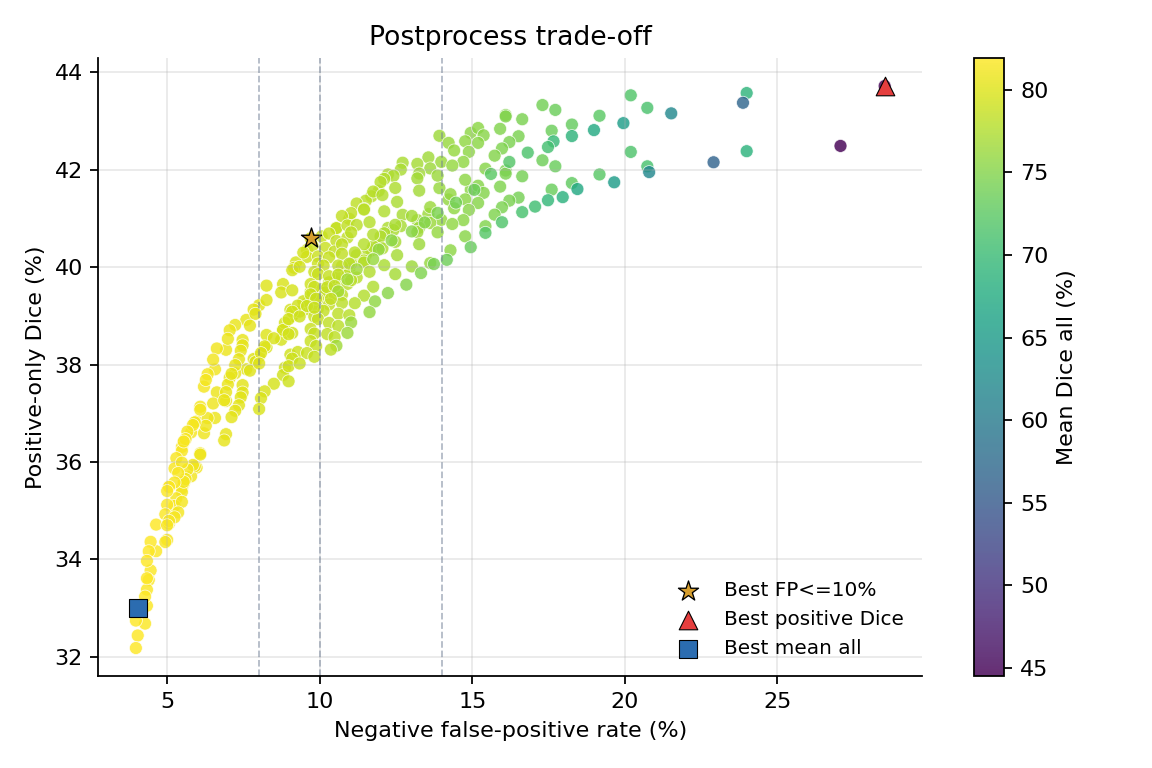 Postprocess trade-off
44
42
40
38
36
34
32
Positive-only Dice (%)
5
10
15
20
25
Negative false-positive rate (%)
Best FP<=10%
Best positive Dice
Best mean all
80
75
70
65
60
55
50
45
Mean Dice all (%)